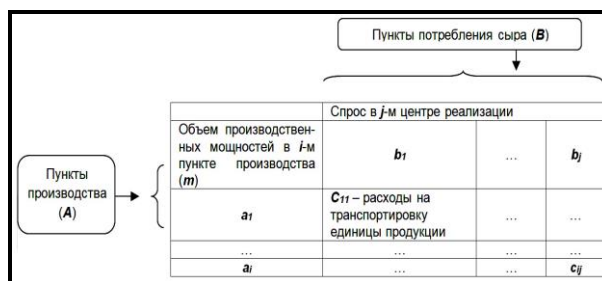 Пункты потребления сыра (B)
Спрос в j-м центре реализации
Объем производствен-
ных мощностей в i-м
пункте производства
(m)
b1
…
bj
Пункты
производства
(A)
a1
C11 – расходы на
транспортировку
единицы продукции
…
…
…
…
…
…
ai
…
…
cij